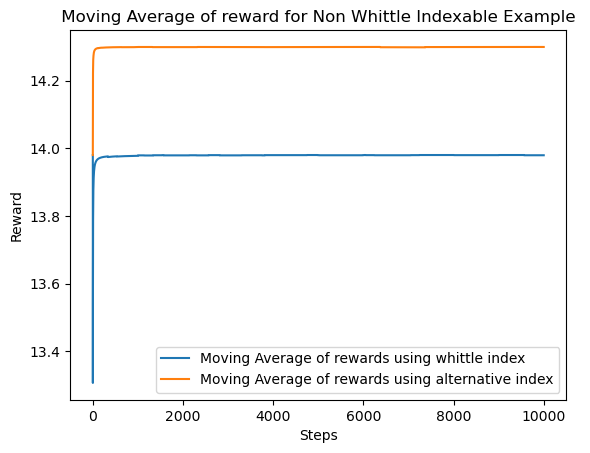 Moving Average of reward for Non Whittle Indexable Example
14.2
14.0
13.8
13.6
13.4
Reward
0 2000 4000 6000 8000 10000
Steps
Moving Average of rewards using whittle index
Moving Average of rewards using alternative index